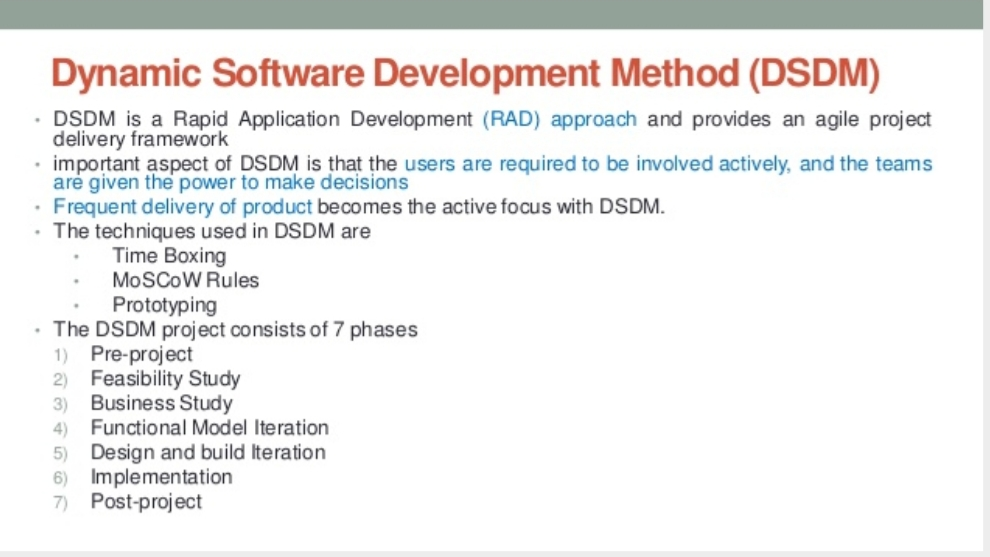 Dynamic Software Development Method (DSDM)
• DSDM is a Rapid Application Development (RAD) approach and provides an agile project
delivery framework
• important aspect of DSDM is that the users are required to be involved actively, and the teams
are given the power to make decisions
• Frequent delivery of product becomes the active focus with DSDM.
• The techniques used in DSDM are
• Time Boxing
• MoSCoW Rules
• Prototyping
• The DSDM project consists of 7 phases
1) Pre-project
2) Feasibility Study
3) Business Study
4) Functional Model Iteration
5) Design and build Iteration
6) Implementation
7) Post-project